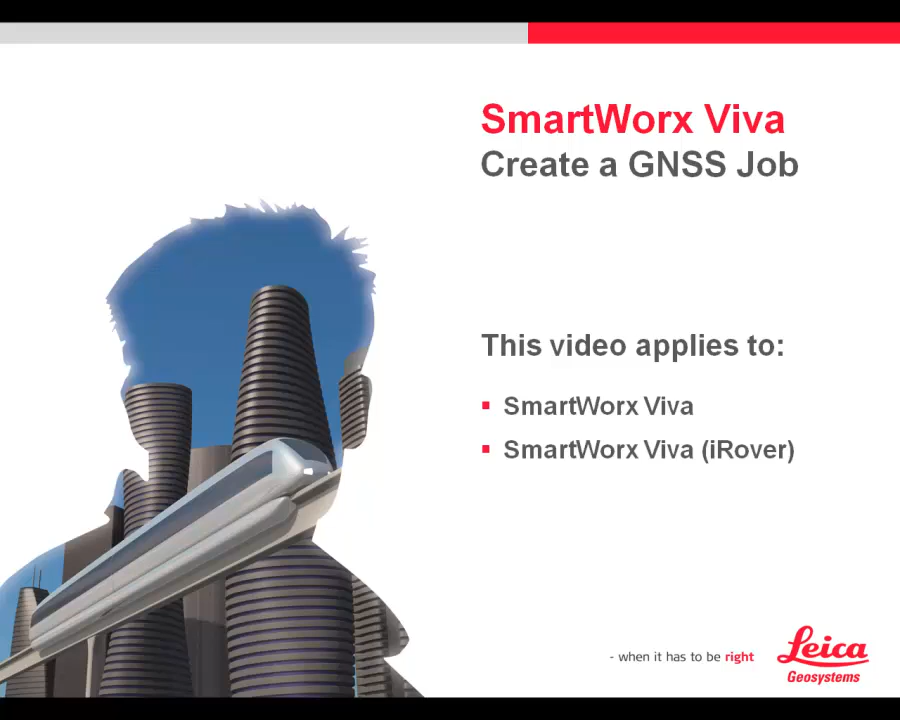 SmartWorx Viva
Create a GNSS Job
This video applies to:
▪ SmartWorx Viva
▪ SmartWorx Viva (iRover)
- when it has to be right
Leica
Geosystems